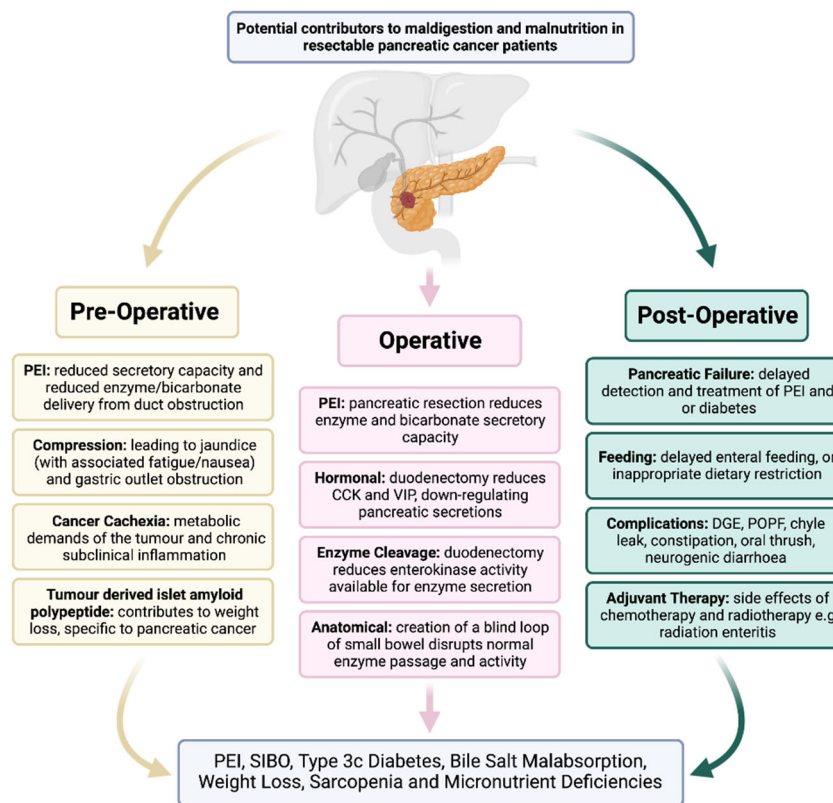 Potential contributors to maldigestion and malnutrition in
resectable pancreatic cancer patients
Pre-Operative
PEI: reduced secretory capacity and
reduced enzyme/bicarbonate
delivery from duct obstruction
Compression: leading to jaundice
(with associated fatigue/nausea)
and gastric outlet obstruction
Cancer Cachexia: metabolic
demands of the tumour and chronic
subclinical inflammation
Tumour derived islet amyloid
polypeptide: contributes to weight
loss, specific to pancreatic cancer
Operative
PEI: pancreatic resection reduces
enzyme and bicarbonate secretory
capacity
Hormonal: duodenectomy reduces
CCK and VIP, down-regulating
pancreatic secretions
Enzyme Cleavage: duodenectomy
reduces enterokinase activity
available for enzyme secretion
Anatomical: creation of a blind loop
of small bowel disrupts normal
enzyme passage and activity
Post-Operative
Pancreatic Failure: delayed
detection and treatment of PEI and/
or diabetes
Feeding: delayed enteral feeding, or
inappropriate dietary restriction
Complications: DGE, POPF, chyle
leak, constipation, oral thrush,
neurogenic diarrhoea
Adjuvant Therapy: side effects of
chemotherapy and radiotherapy e.g
radiation enteritis
PEI, SIBO, Type 3c Diabetes, Bile Salt Malabsorption,
Weight Loss, Sarcopenia and Micronutrient Deficiencies